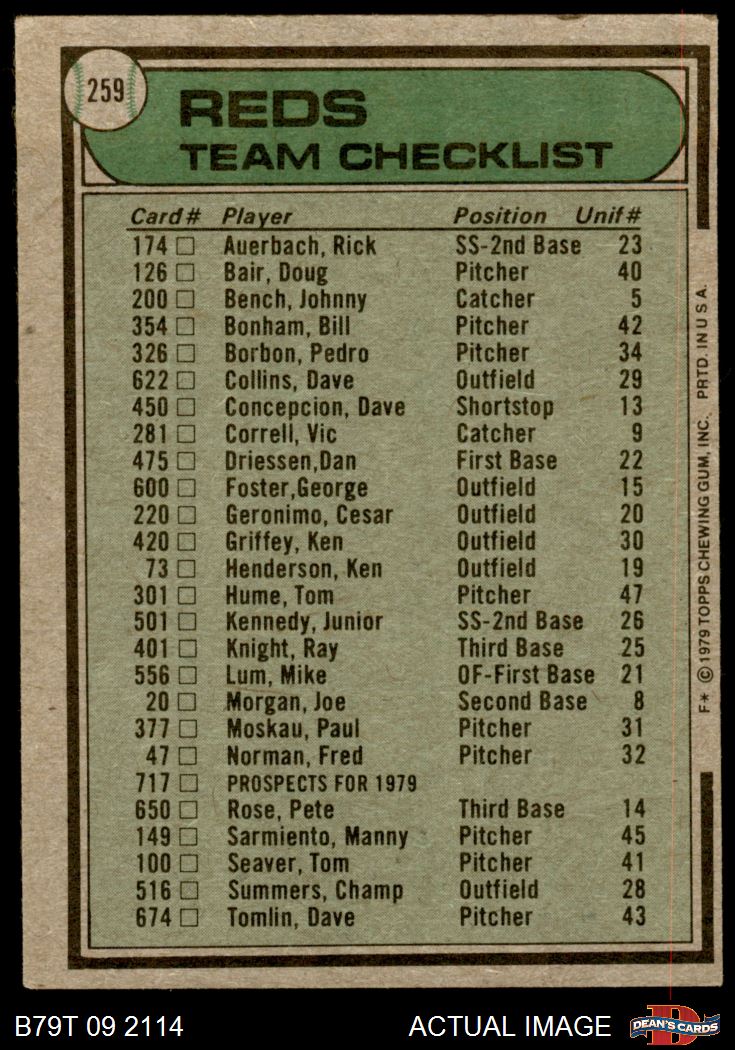 259
REDS
TEAM CHECKLIST
Card# Player Position Unif#
174 Auerbach, Rick SS-2nd Base 23
126 Bair, Doug Pitcher 40
200 Bench, Johnny Catcher 5
354 Bonham, Bill Pitcher 42
326 Borbon, Pedro Pitcher 34
622 Collins, Dave Outfield 29
450 Concepcion, Dave Shortstop 13
281 Correll, Vic Catcher 9
475 Driessen,Dan First Base 22
600 Foster,George Outfield 15
220 Geronimo, Cesar Outfield 20
420 Griffey, Ken Outfield 30
73 Henderson, Ken Outfield 19
301 Hume, Tom Pitcher 47
501 Kennedy, Junior SS-2nd Base 26
401 Knight, Ray Third Base 25
556 Lum, Mike OF-First Base 21
20 Morgan, Joe Second Base 8
377 Moskau, Paul Pitcher 31
47 Norman, Fred Pitcher 32
717 PROSPECTS FOR 1979
650 Rose, Pete Third Base 14
149 Sarmiento, Manny Pitcher 45
100 Seaver, Tom Pitcher 41
516 Summers, Champ Outfield 28
674 Tomlin, Dave Pitcher 43
F* © 1979 TOPPS CHEWING GUM, INC. PRTD. IN U.S.A.
B79T 09 2114 ACTUAL IMAGE D DEAN'S CARDS